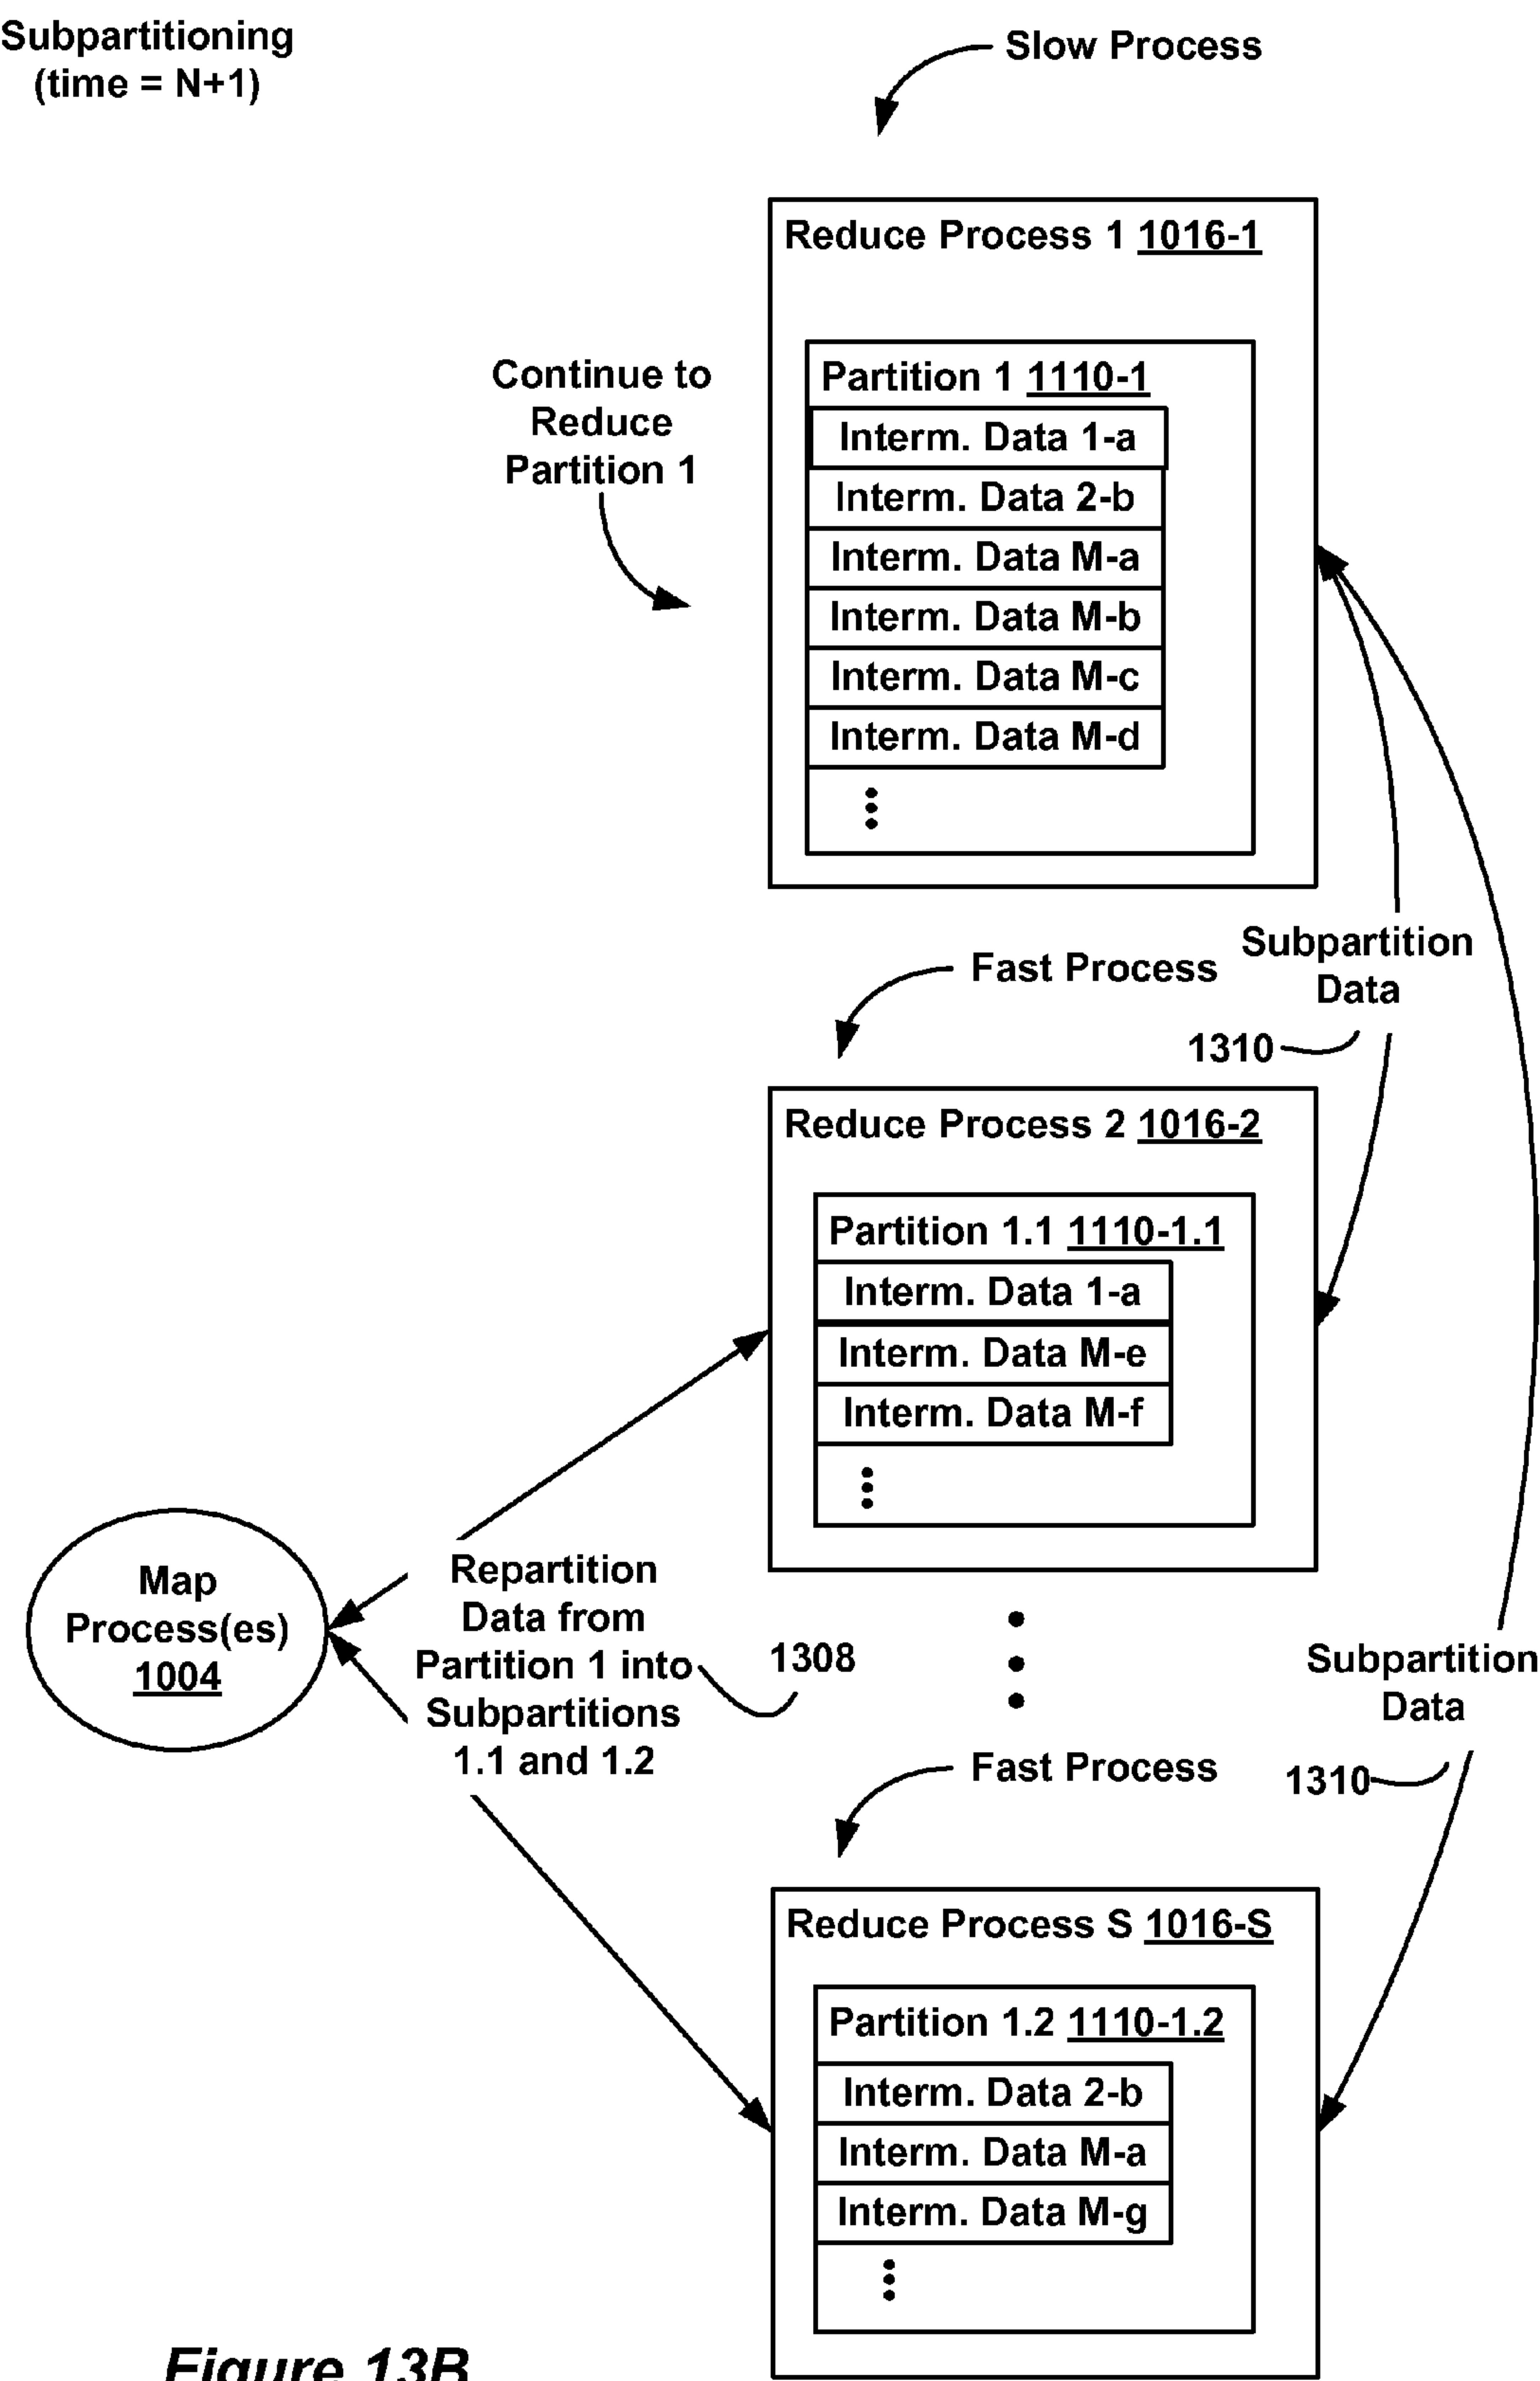 Subpartitioning
(time = N+1)
Slow Process
Reduce Process 1 1016-1
Continue to
Reduce
Partition 1
Partition 1 1110-1
Interm. Data 1-a
Interm. Data 2-b
Interm. Data M-a
Interm. Data M-b
Interm. Data M-c
Interm. Data M-d
Subpartition
Data
1310
Fast Process
Reduce Process 2 1016-2
Partition 1.1 1110-1.1
Interm. Data 1-a
Interm. Data M-e
Interm. Data M-f
Map
Process(es)
1004
Repartition
Data from
Partition 1 into
Subpartitions
1.1 and 1.2
1308
Subpartition
Data
1310
Fast Process
Reduce Process S 1016-S
Partition 1.2 1110-1.2
Interm. Data 2-b
Interm. Data M-a
Interm. Data M-g
Figure 13B